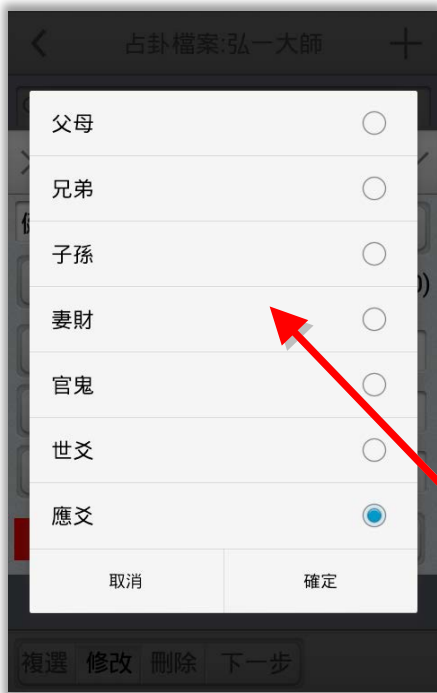 占卦檔案:弘一大師
父母
兄弟
子孫
妻財
官鬼
世爻
應爻
取消 確定
複選 修改 刪除 下一步